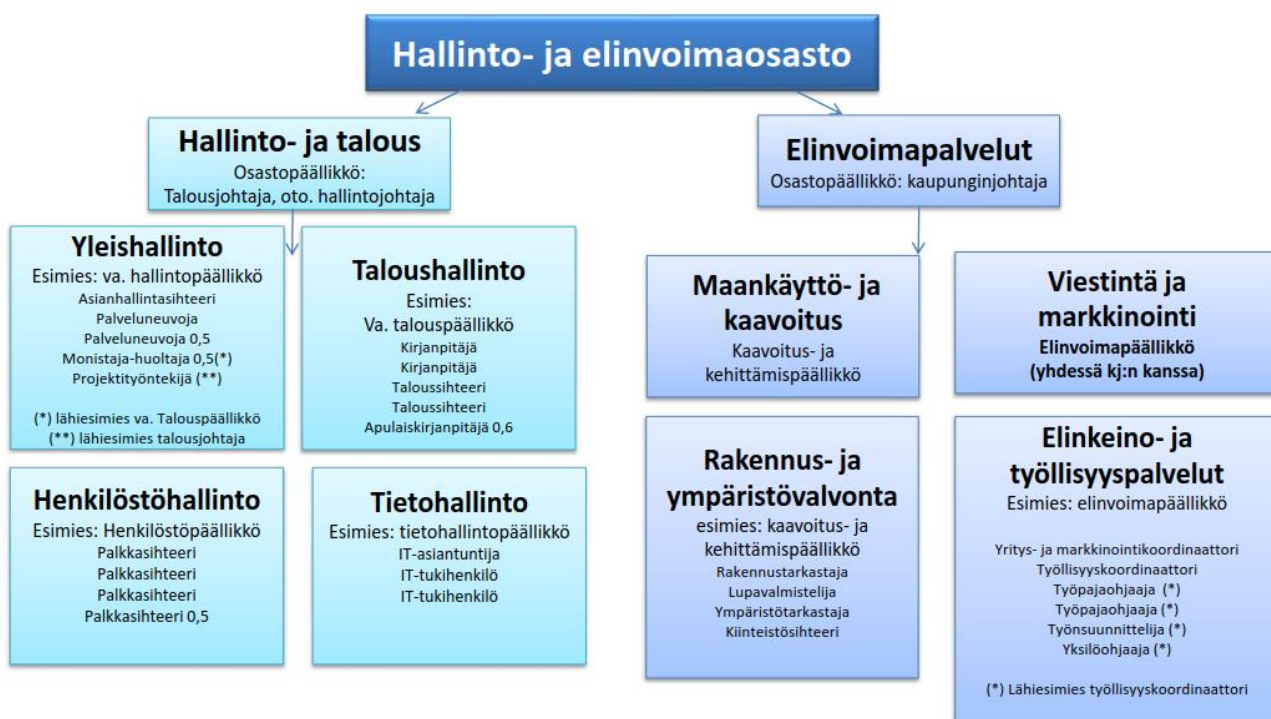 Hallinto- ja elinvoimaosasto
Hallinto- ja talous
Osastopäällikkö:
Talousjohtaja, oto. hallintojohtaja
Yleishallinto
Esimies: va. hallintopäällikkö
Asianhallintasihteeri
Palveluneuvoja
Palveluneuvoja 0,5
Monistaja-huoltaja 0,5(*)
Projektityöntekijä (**)
(*) lähiesimies va. Talouspäällikkö
(**) lähiesimies talousjohtaja
Taloushallinto
Esimies:
Va. talouspäällikkö
Kirjanpitäjä
Kirjanpitäjä
Taloussihteeri
Taloussihteeri
Apulaiskirjanpitäjä 0,6
Henkilöstöhallinto
Esimies: Henkilöstöpäällikkö
Palkkasihteeri
Palkkasihteeri
Palkkasihteeri
Palkkasihteeri 0,5
Tietohallinto
Esimies: tietohallintopäällikkö
IT-asiantuntija
IT-tukihenkilö
IT-tukihenkilö
Elinvoimapalvelut
Osastopäällikkö: kaupunginjohtaja
Maankäyttö- ja
kaavoitus
Kaavoitus- ja
kehittämispäällikkö
Viestintä ja
markkinointi
Elinvoimapäällikkö
(yhdessä kj:n kanssa)
Rakennus- ja
ympäristövalvonta
esimies: kaavoitus- ja
kehittämispäällikkö
Rakennustarkastaja
Lupavalmistelija
Ympäristötarkastaja
Kiinteistösihteeri
Elinkeino- ja
työllisyyspalvelut
Esimies: elinvoimapäällikkö
Yritys- ja markkinointikoordinaattori
Työllisyyskoordinaattori
Työpajaohjaaja (*)
Työpajaohjaaja (*)
Työnsuunnittelija (*)
Yksilöohjaaja (*)
(*) Lähiesimies työllisyyskoordinaattori